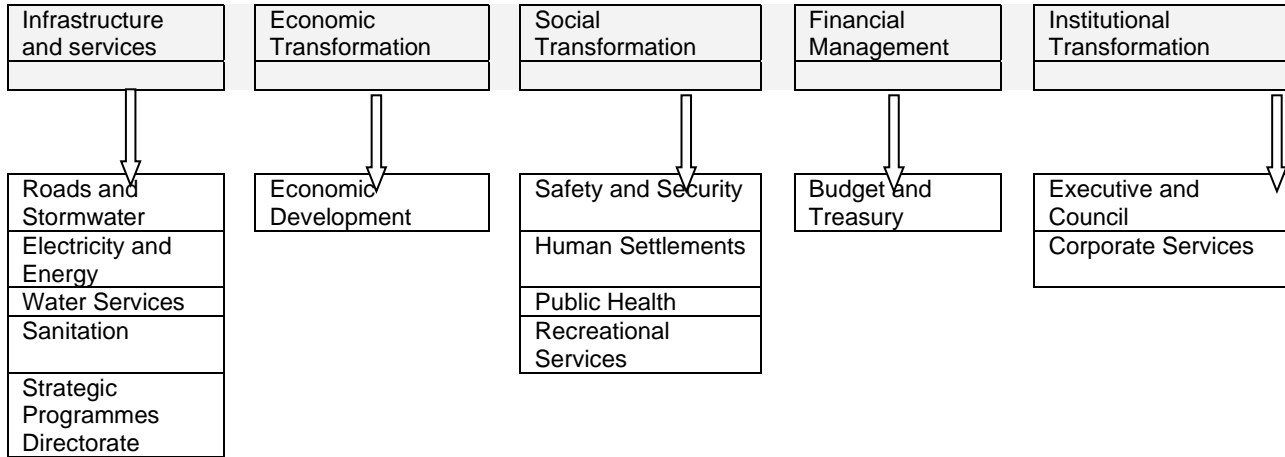 Infrastructure
and services
Economic
Transformation
Social
Transformation
Financial
Management
Institutional
Transformation
Roads and
Stormwater
Electricity and
Energy
Water Services
Sanitation
Strategic
Programmes
Directorate
Economic
Development
Safety and Security
Human Settlements
Public Health
Recreational
Services
Budget and
Treasury
Executive and
Council
Corporate Services